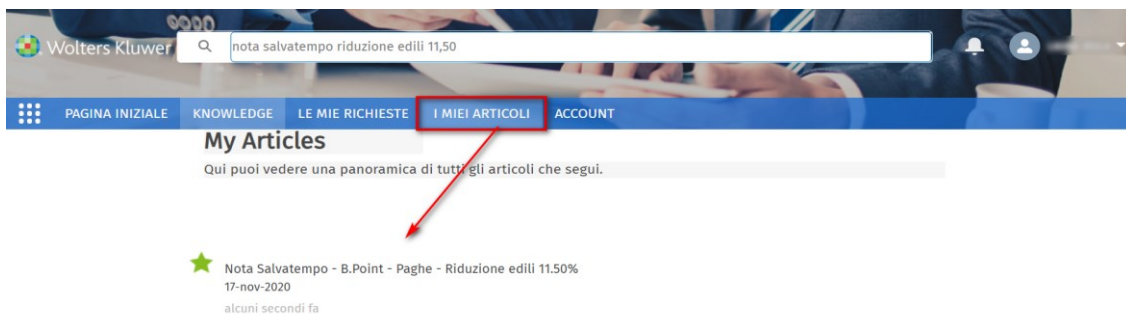 Wolters Kluwer
nota salvatempo riduzione edili 11,50
PAGINA INIZIALE KNOWLEDGE LE MIE RICHIESTE I MIEI ARTICOLI ACCOUNT
My Articles
Qui puoi vedere una panoramica di tutti gli articoli che segui.
Nota Salvatempo - B.Point - Paghe - Riduzione edili 11.50%
17-nov-2020
alcuni secondi fa